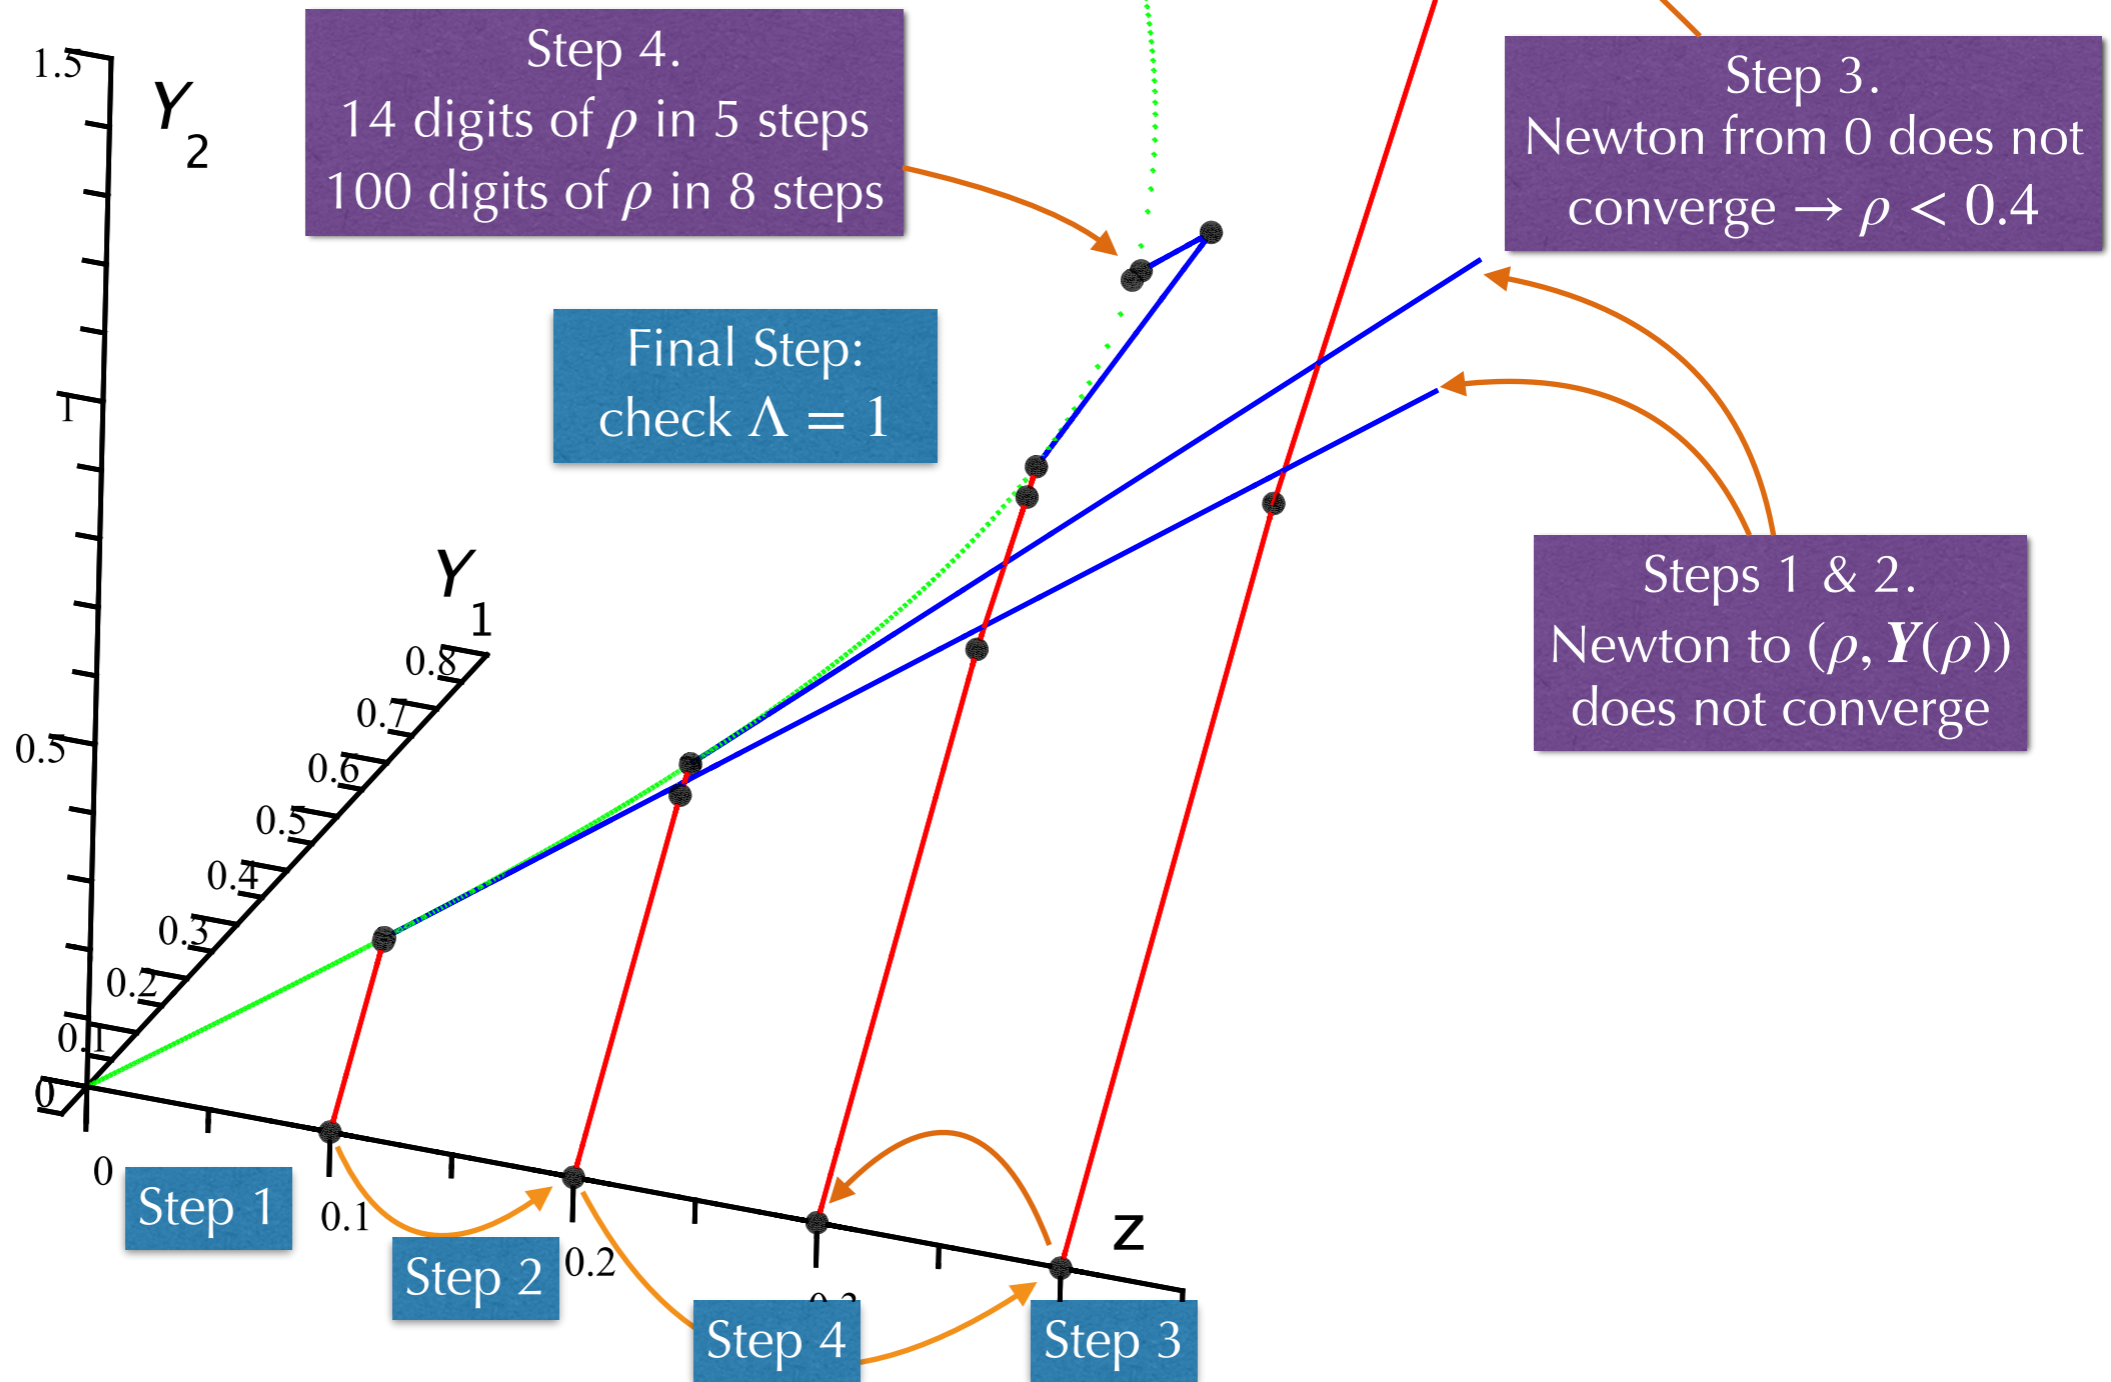 Step 4.
14 digits of ρ in 5 steps
100 digits of ρ in 8 steps
Step 3.
Newton from 0 does not
converge → ρ < 0.4
Final Step:
check Λ = 1
Steps 1 & 2.
Newton to (ρ, Y(ρ))
does not converge
1.5
Y₂
1
0.5
0
Y₁
1
0.8
0.7
0.6
0.5
0.4
0.3
0.2
0.1
0
0.1
0.2
z
Step 1
Step 2
Step 4
Step 3